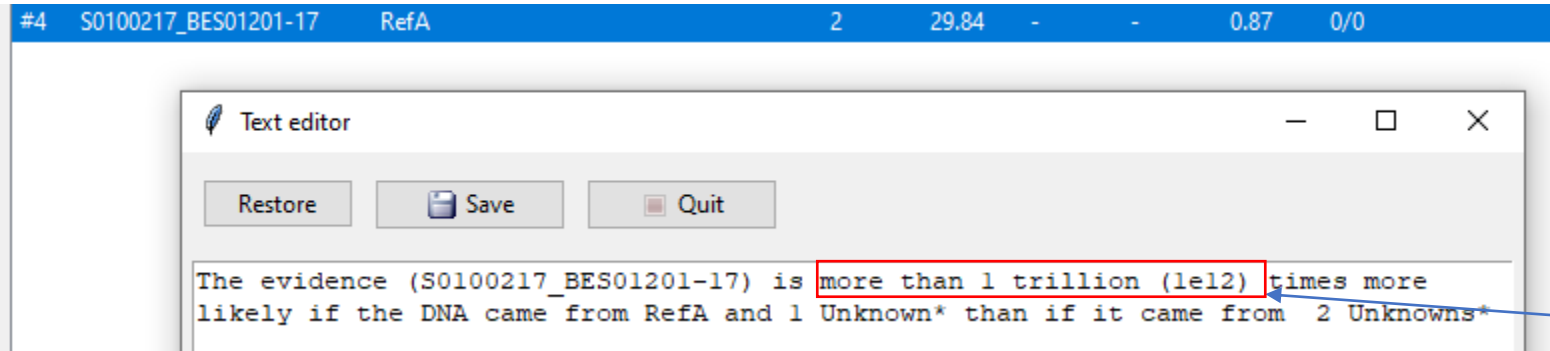 #4 S0100217_BES01201-17 RefA 2 29.84 - - 0.87 0/0
Text editor
Restore Save Quit
The evidence (S0100217_BES01201-17) is more than 1 trillion (1e12) times more
likely if the DNA came from RefA and 1 Unknown* than if it came from 2 Unknowns*